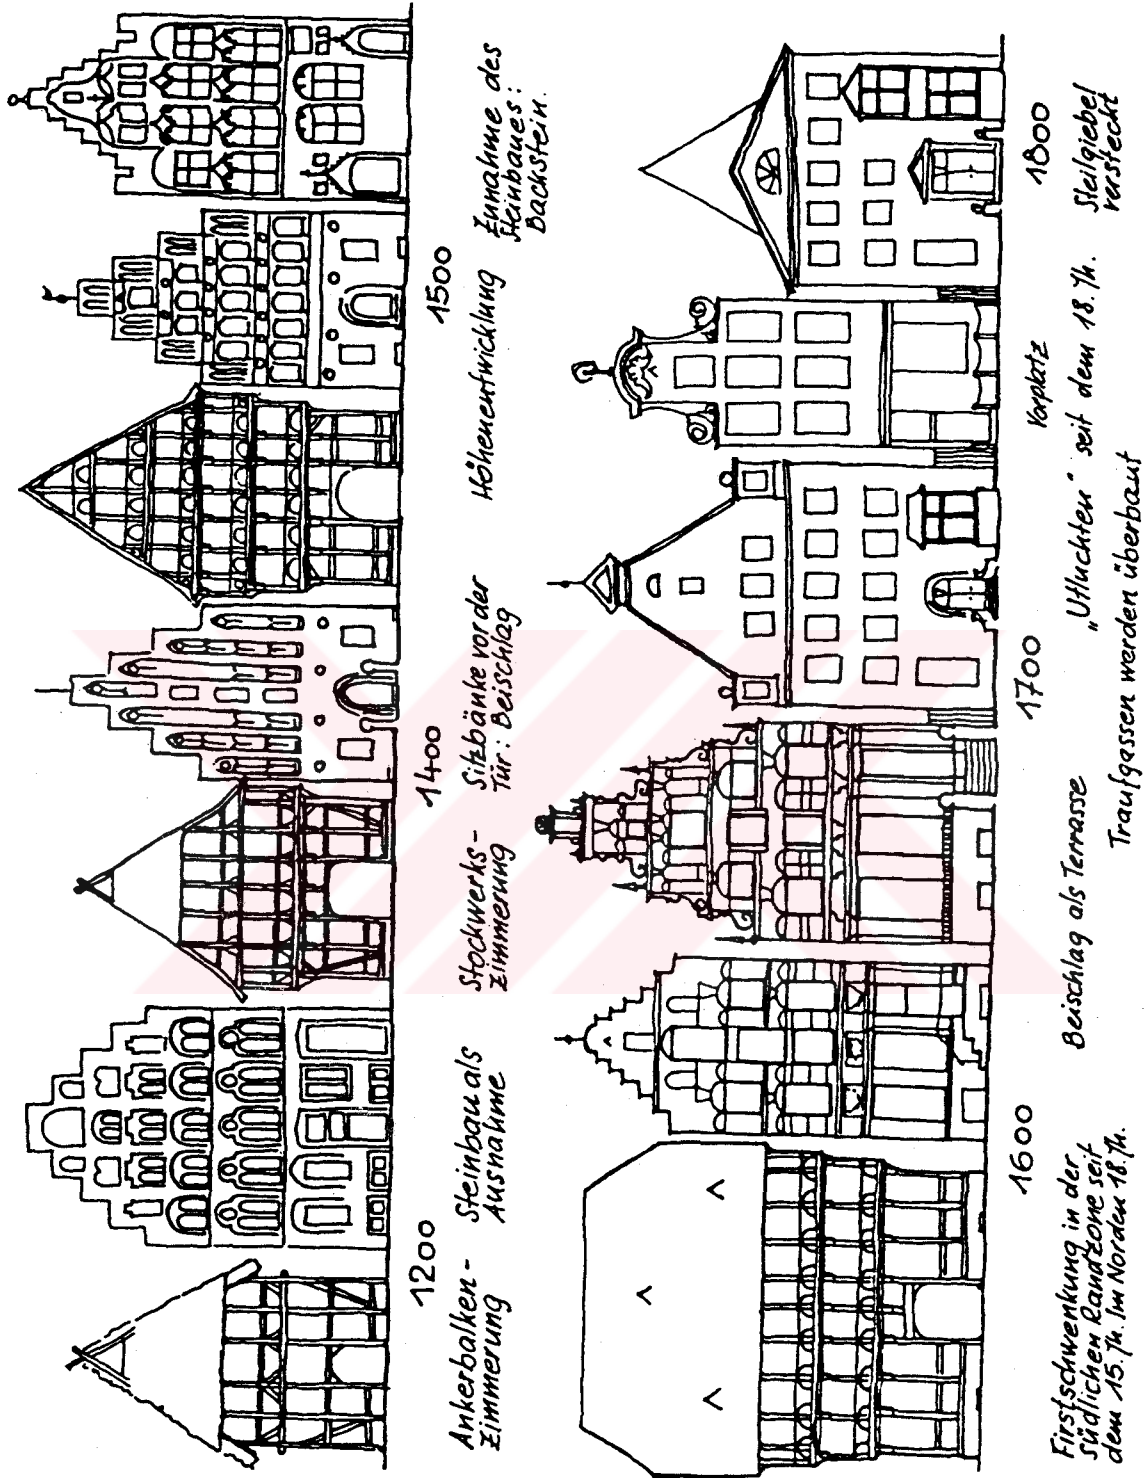 1200
1400
1500
Ankerbalken-
zimmerung
Steinbau als
Ausnahme
Stockwerks-
zimmerung
Sitzbänke vor der
Tür: Beischlag
Höhenentwicklung
Zunahme des
Steinbaues:
Backstein.
1600
1700
Vorplatz
1800
Firstschwenkung in der
südlichen Randzone seit
dem 15. Jh. Im Norden 18. Jh.
Beischlag als Terrasse
„Utluchten" seit dem 18. Jh.
Traufgassen werden überbaut
Steilgiebel
versteckt